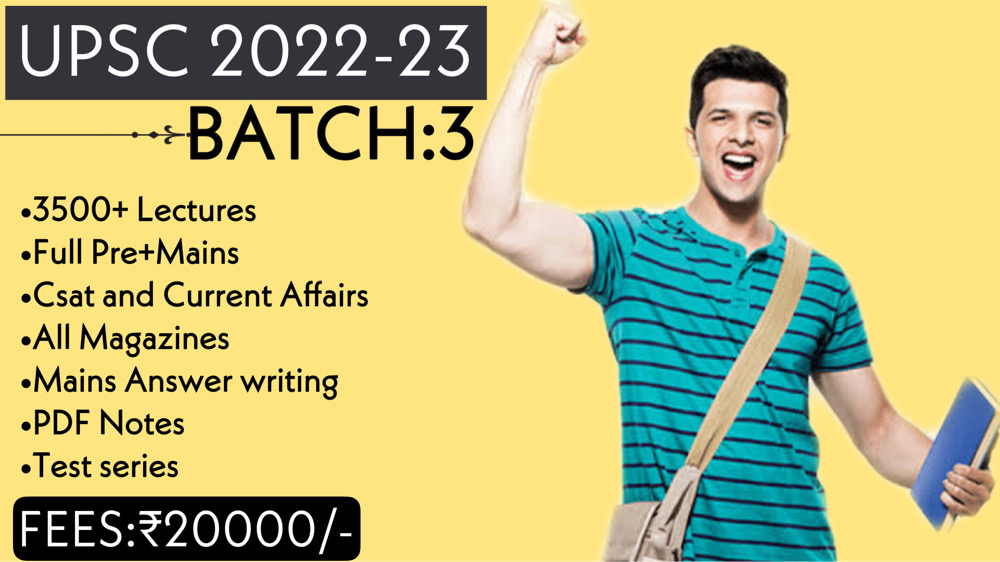 UPSC 2022-23
BATCH:3
•3500+ Lectures
•Full Pre+Mains
•Csat and Current Affairs
•All Magazines
•Mains Answer writing
•PDF Notes
•Test series
FEES:₹20000/-